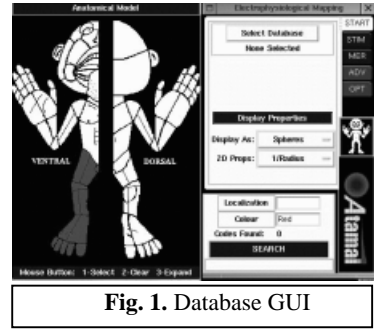 Anatomical Model
VENTRAL
DORSAL
Mouse Button: 1-Select 2-Clear 3-Expand
Electrophysiological Mapping
Select Database
None Selected
Display Properties
Display As: Spheres
2D Props: 1/Radius
Localization
Colour Red
Codes Found: 0
SEARCH
START
STIM
MER
ADV
OPT
Atamai
Fig. 1. Database GUI